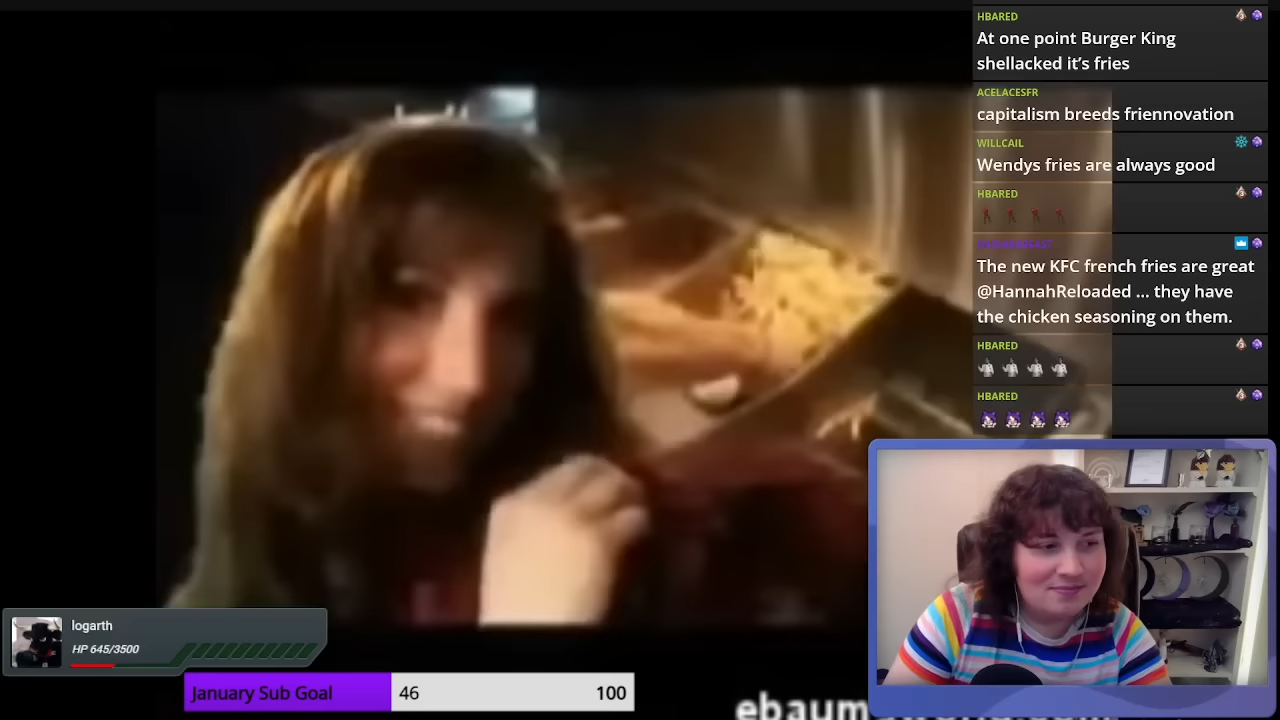 HBARED
At one point Burger King
shellacked it's fries
ACELACESFR
capitalism breeds friennovation
WILLCAIL
Wendys fries are always good
HBARED
The new KFC french fries are great
@HannahReloaded ... they have
the chicken seasoning on them.
HBARED
HBARED
logarth
HP 645/3500
January Sub Goal
46
100